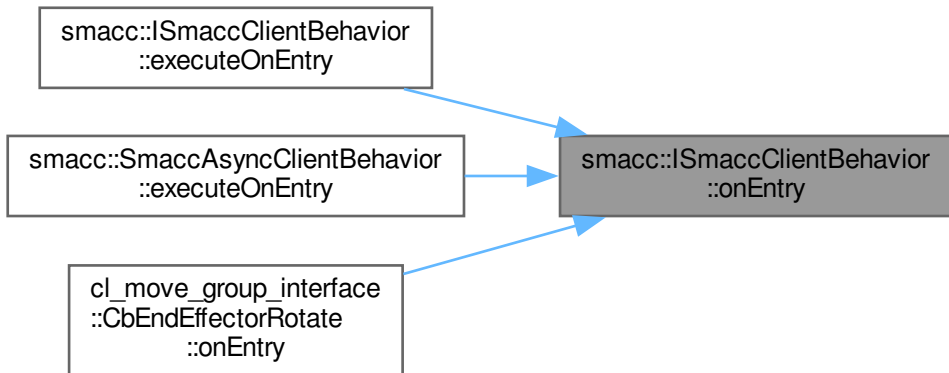 smacc::ISmaccClientBehavior
::executeOnEntry
smacc::SmaccAsyncClientBehavior
::executeOnEntry
cl_move_group_interface
::CbEndEffectorRotate
::onEntry
smacc::ISmaccClientBehavior
::onEntry